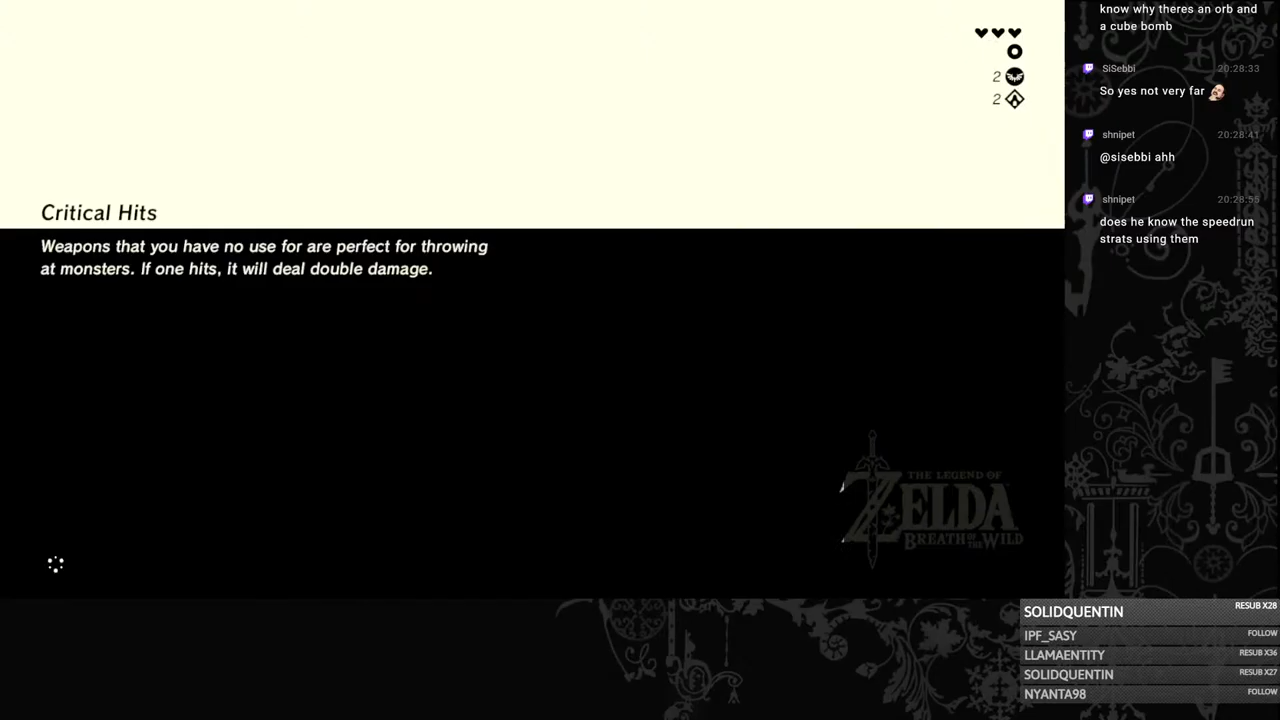 2
2
Critical Hits
Weapons that you have no use for are perfect for throwing
at monsters. If one hits, it will deal double damage.
THE LEGEND OF
ZELDA
BREATH OF THE WILD
know why theres an orb and
a cube bomb
SiSebbi 20:28:33
So yes not very far
shnipet 20:28:41
@sisebbi ahh
shnipet 20:28:55
does he know the speedrun
strats using them
SOLIDQUENTIN RESUB X28
IPF_SASY FOLLOW
LLAMAENTITY RESUB X36
SOLIDQUENTIN RESUB X27
NYANTA98 FOLLOW